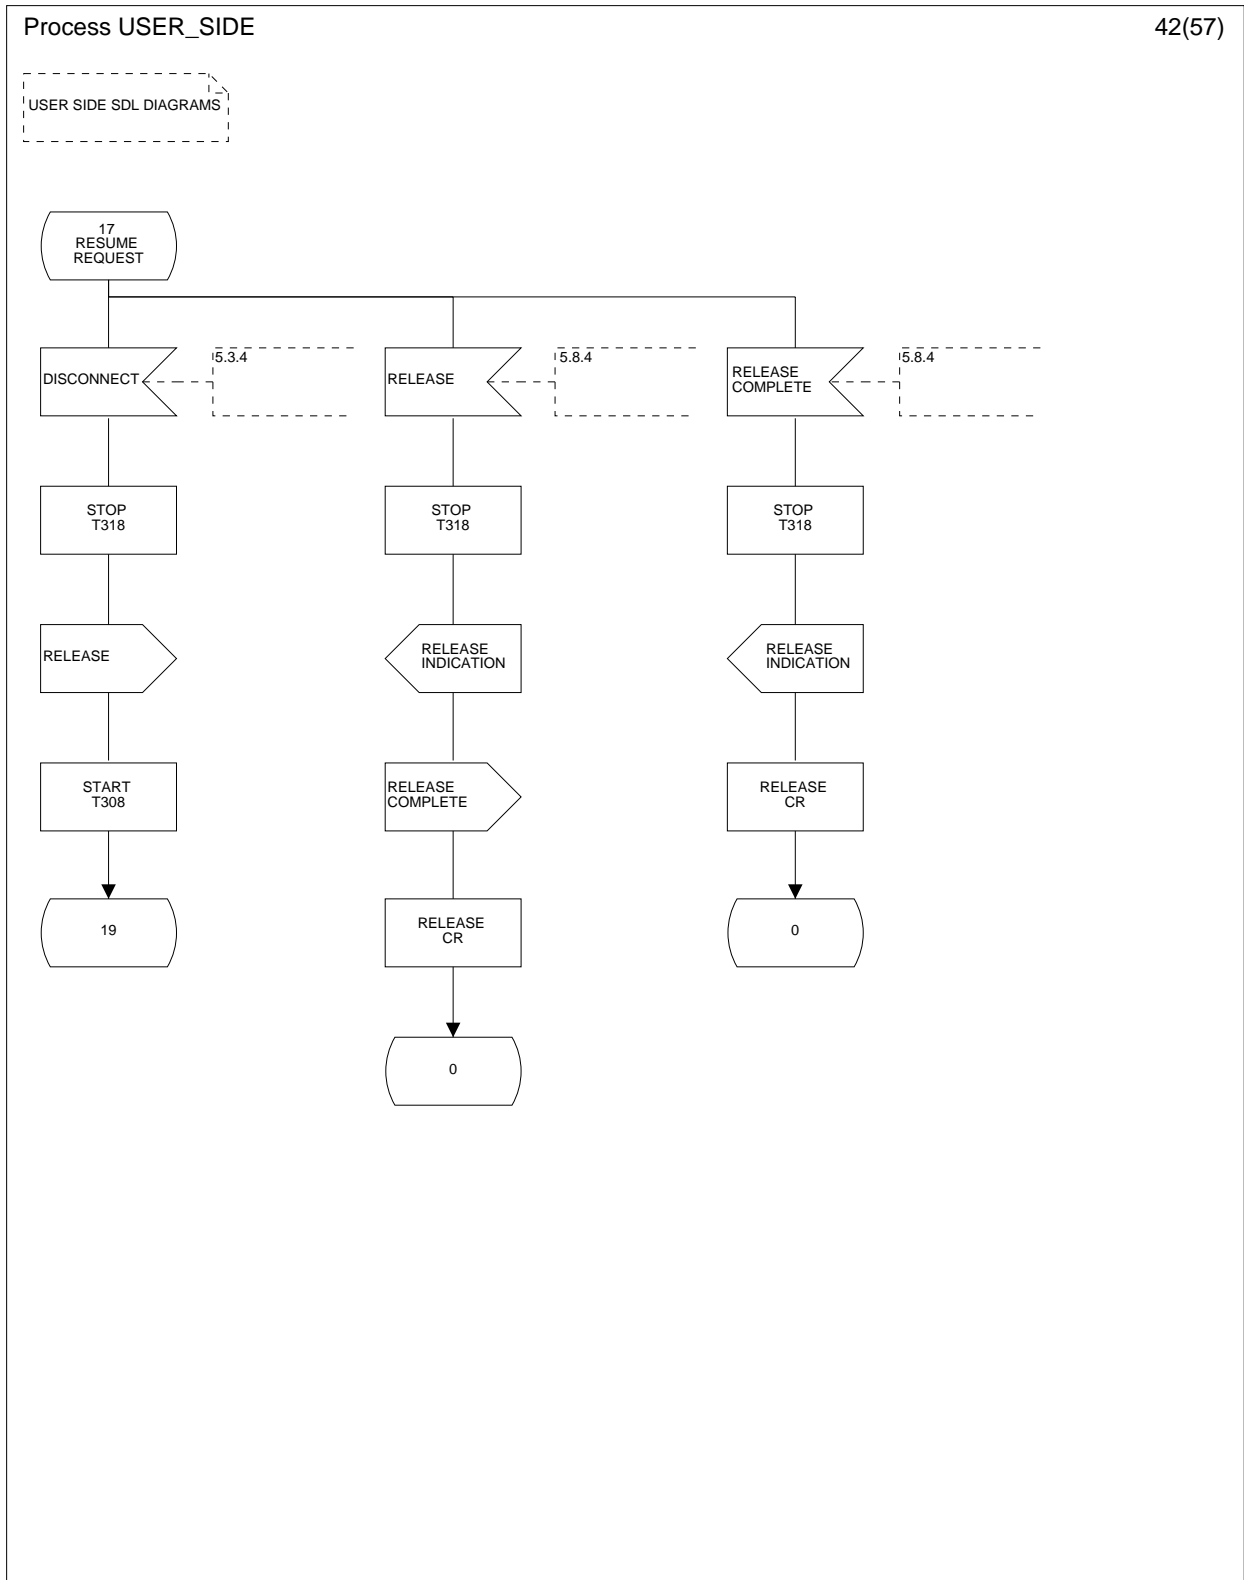 Process USER_SIDE
42(57)
USER SIDE SDL DIAGRAMS
17
RESUME
REQUEST
DISCONNECT
5.3.4
RELEASE
5.8.4
RELEASE
COMPLETE
5.8.4
STOP
T318
STOP
T318
STOP
T318
RELEASE
RELEASE
INDICATION
RELEASE
INDICATION
START
T308
RELEASE
COMPLETE
RELEASE
CR
19
RELEASE
CR
0
0